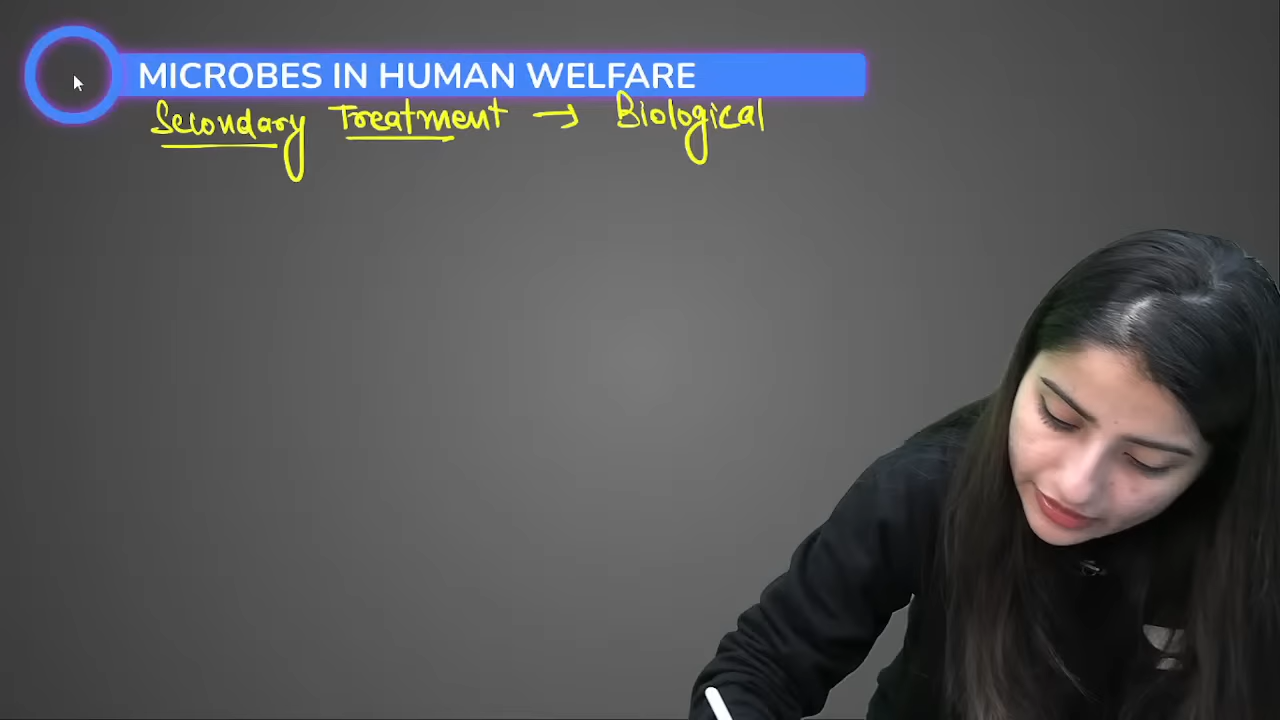 MICROBES IN HUMAN WELFARE
Secondary Treatment → Biological